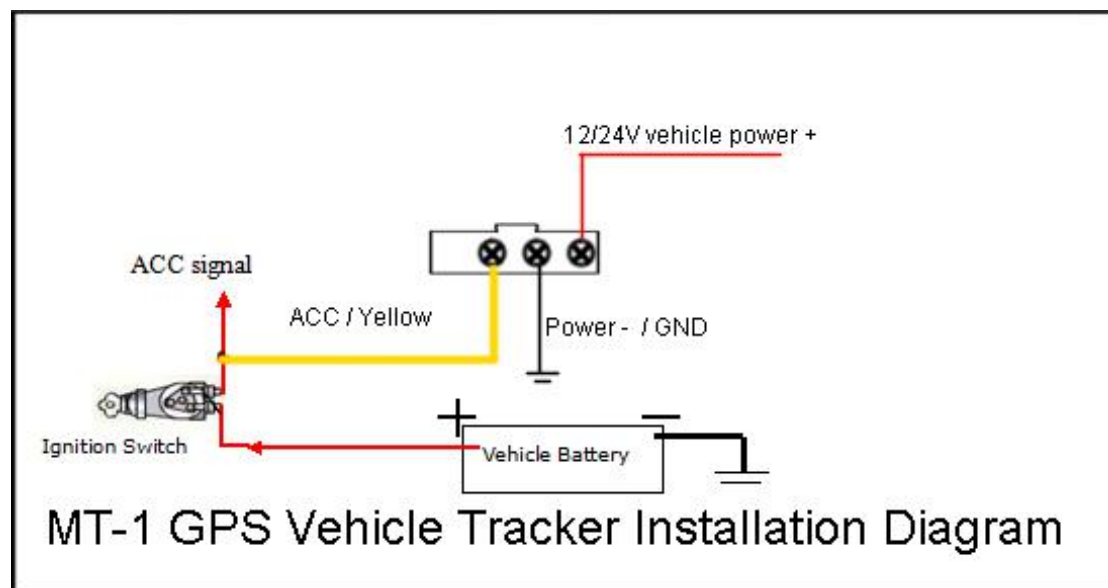 12/24V vehicle power +
ACC signal
ACC / Yellow
Power - / GND
Ignition Switch
+ −
Vehicle Battery
MT-1 GPS Vehicle Tracker Installation Diagram